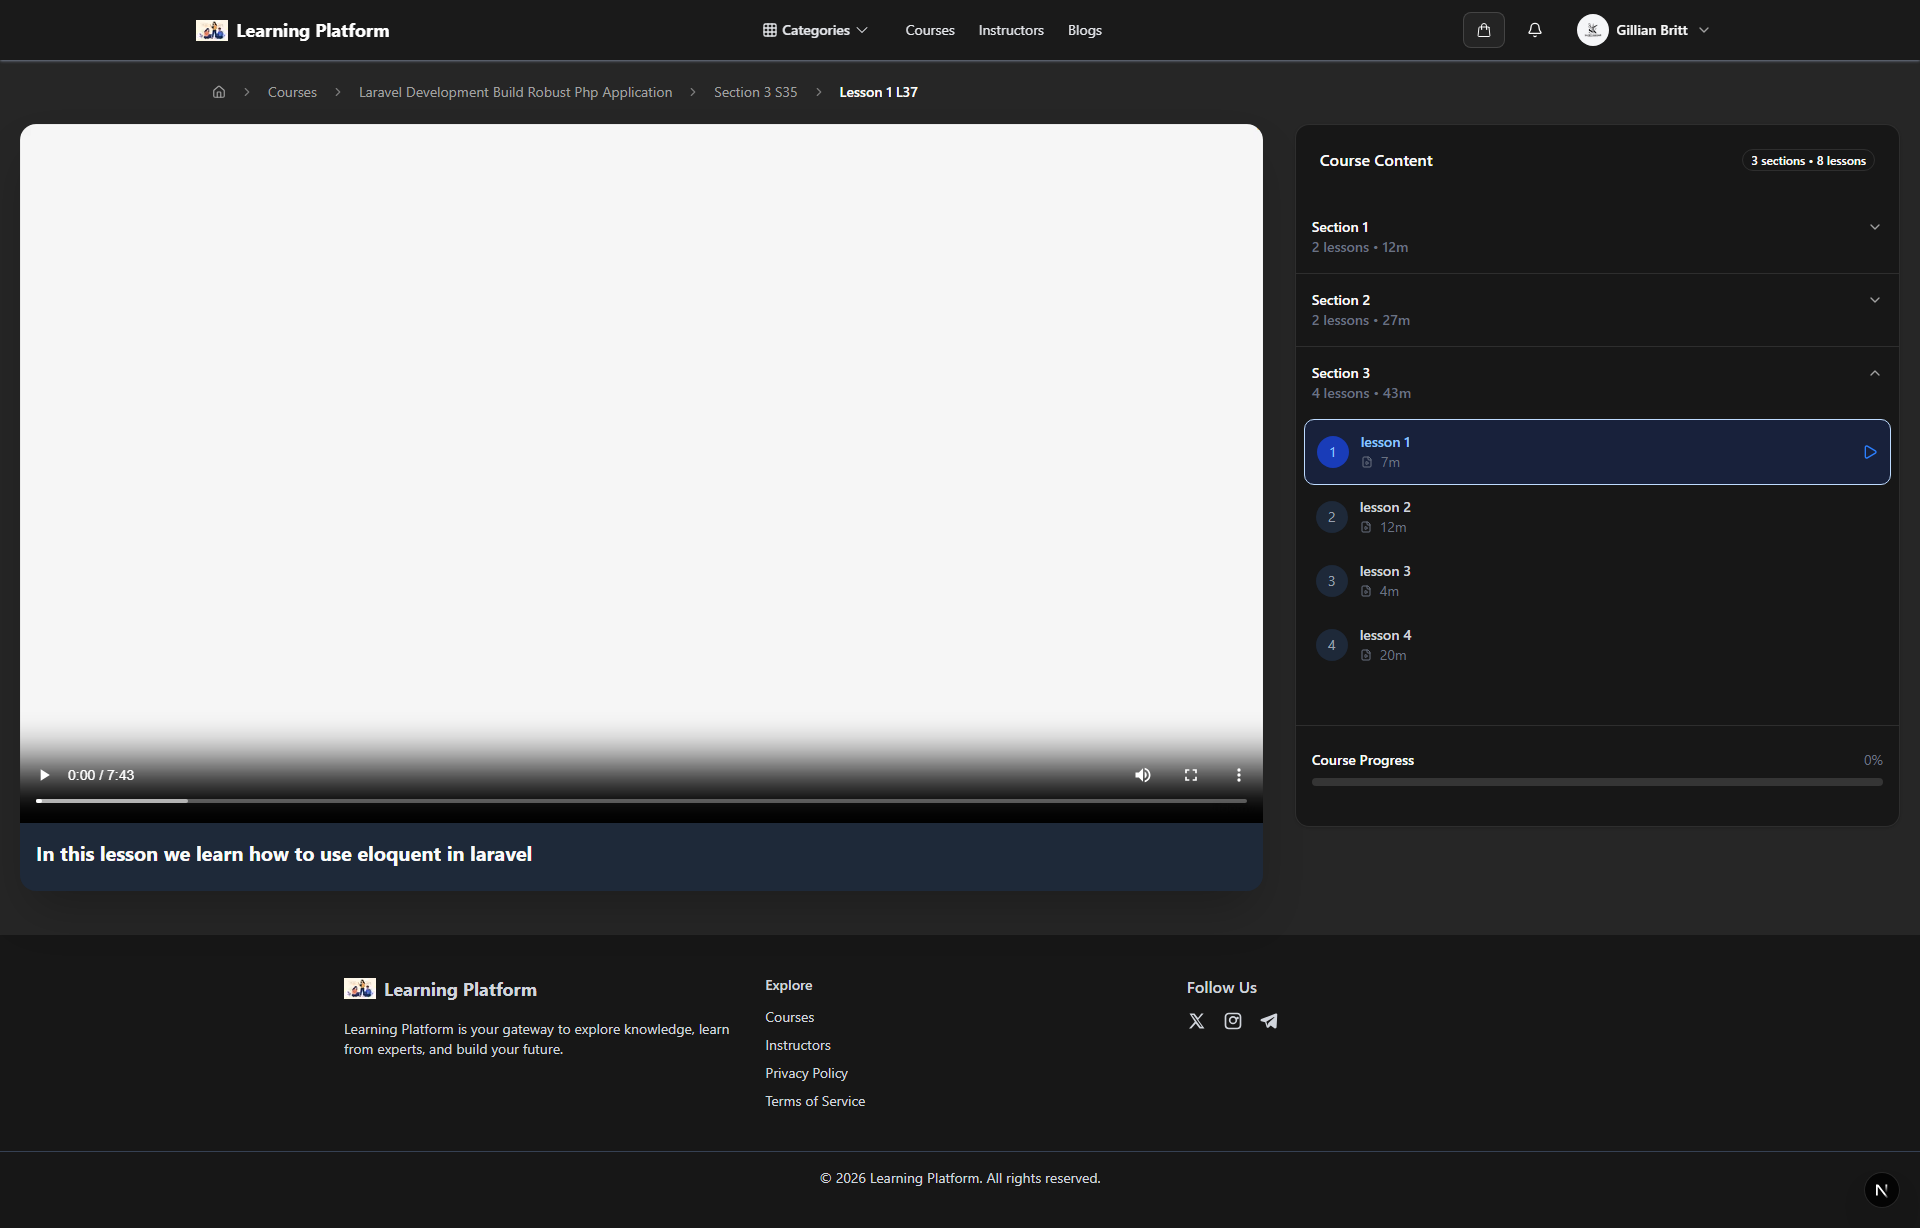 Learning Platform
Categories
Courses
Instructors
Blogs
Gillian Britt
Courses
Laravel Development Build Robust Php Application
Section 3 S35
Lesson 1 L37
0:00 / 7:43
In this lesson we learn how to use eloquent in laravel
Course Content
3 sections • 8 lessons
Section 1
2 lessons • 12m
Section 2
2 lessons • 27m
Section 3
4 lessons • 43m
1
lesson 1
7m
2
lesson 2
12m
3
lesson 3
4m
4
lesson 4
20m
Course Progress
0%
Learning Platform
Learning Platform is your gateway to explore knowledge, learn
from experts, and build your future.
Explore
Courses
Instructors
Privacy Policy
Terms of Service
Follow Us
© 2026 Learning Platform. All rights reserved.
N